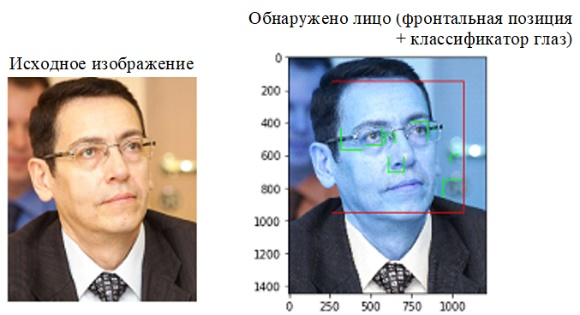 Обнаружено лицо (фронтальная позиция
+ классификатор глаз)
Исходное изображение
0
200
400
600
800
1000
1200
1400
0 250 500 750 1000